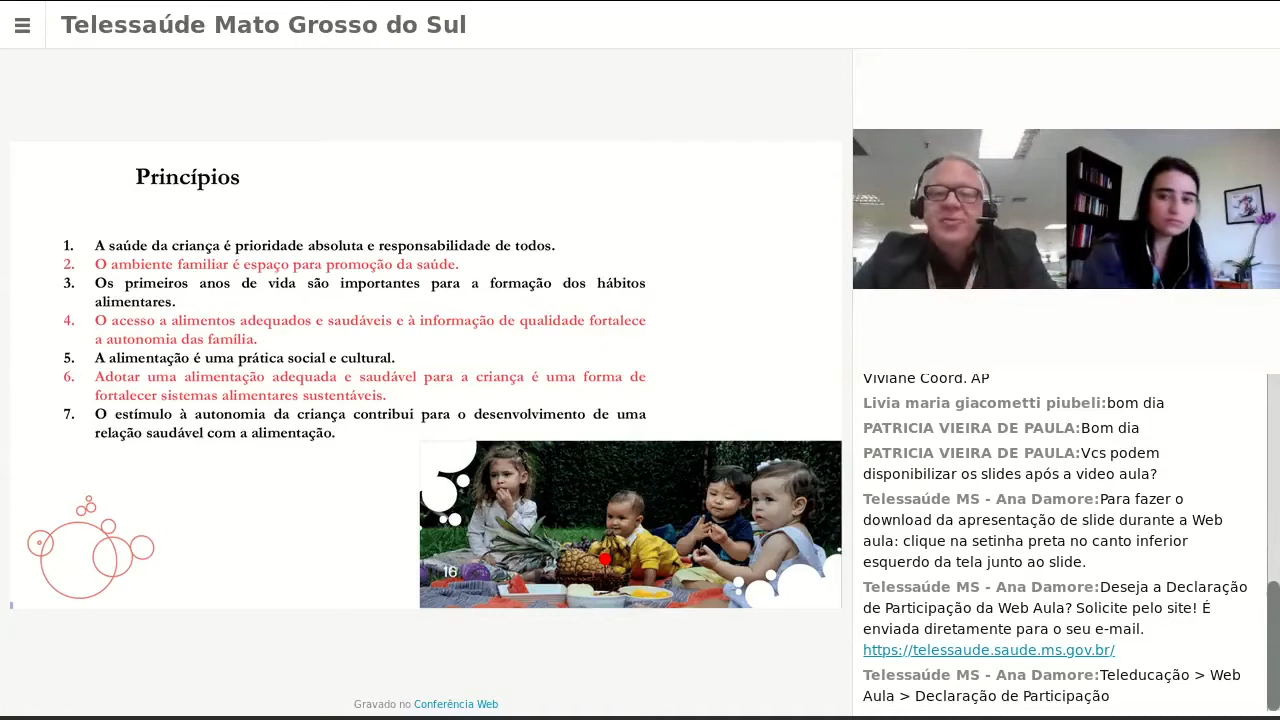 Telessaúde Mato Grosso do Sul
Princípios
1. A saúde da criança é prioridade absoluta e responsabilidade de todos.
2. O ambiente familiar é espaço para promoção da saúde.
3. Os primeiros anos de vida são importantes para a formação dos hábitos
alimentares.
4. O acesso a alimentos adequados e saudáveis e à informação de qualidade fortalece
a autonomia das família.
5. A alimentação é uma prática social e cultural.
6. Adotar uma alimentação adequada e saudável para a criança é uma forma de
fortalecer sistemas alimentares sustentáveis.
7. O estímulo à autonomia da criança contribui para o desenvolvimento de uma
relação saudável com a alimentação.
16
Gravado no Conferência Web
Viviane Coord. AP
Livia maria giacometti piubeli:bom dia
PATRICIA VIEIRA DE PAULA:Bom dia
PATRICIA VIEIRA DE PAULA:Vcs podem
disponibilizar os slides após a video aula?
Telessaúde MS - Ana Damore:Para fazer o
download da apresentação de slide durante a Web
aula: clique na setinha preta no canto inferior
esquerdo da tela junto ao slide.
Telessaúde MS - Ana Damore:Deseja a Declaração
de Participação da Web Aula? Solicite pelo site! É
enviada diretamente para o seu e-mail.
https://telessaude.saude.ms.gov.br/
Telessaúde MS - Ana Damore:Teleducação > Web
Aula > Declaração de Participação